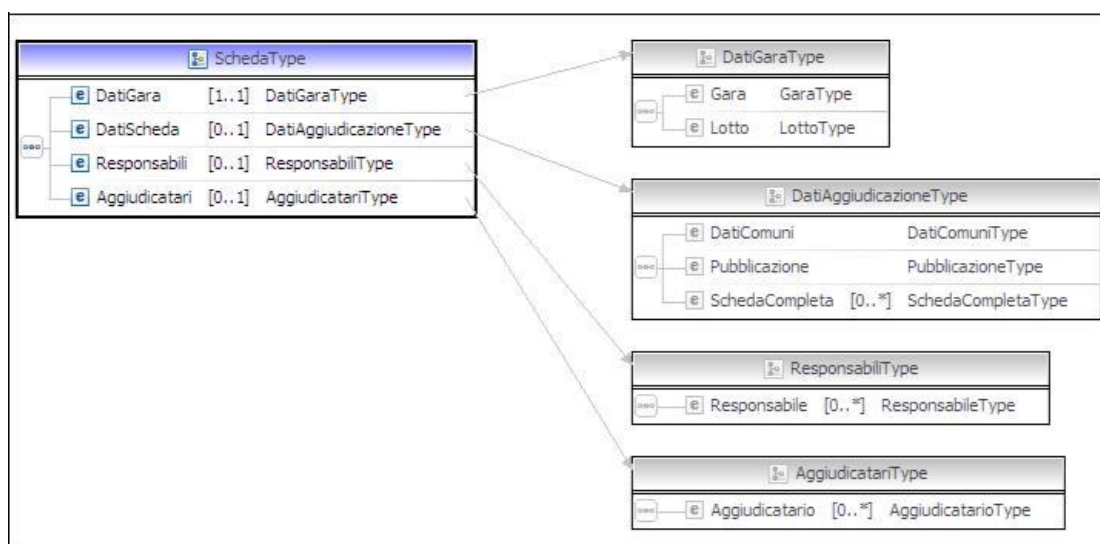 SchedaType
DatiGara [1..1] DatiGaraType
DatiScheda [0..1] DatiAggiudicazioneType
Responsabili [0..1] ResponsabiliType
Aggiudicatari [0..1] AggiudicatariType
DatiGaraType
Gara GaraType
Lotto LottoType
DatiAggiudicazioneType
DatiComuni DatiComuniType
Pubblicazione PubblicazioneType
SchedaCompleta [0..*] SchedaCompletaType
ResponsabiliType
Responsabile [0..*] ResponsabileType
AggiudicatariType
Aggiudicatario [0..*] AggiudicatarioType